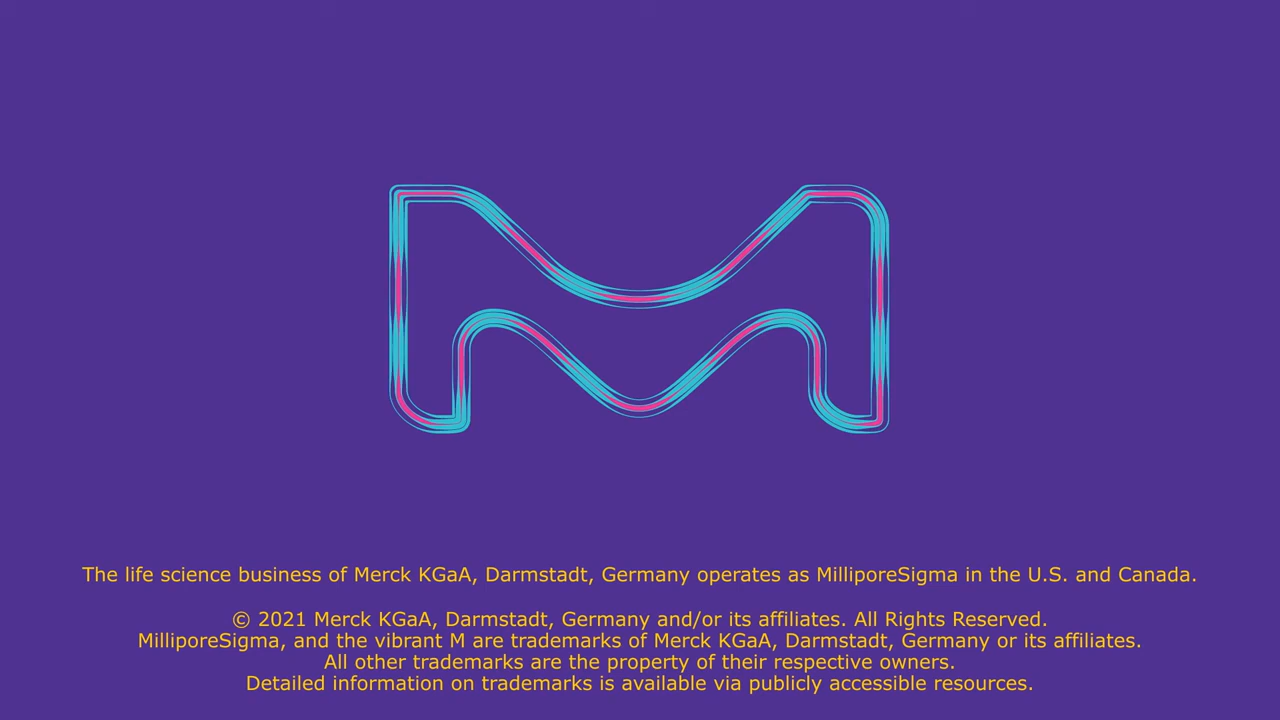 The life science business of Merck KGaA, Darmstadt, Germany operates as MilliporeSigma in the U.S. and Canada.
© 2021 Merck KGaA, Darmstadt, Germany and/or its affiliates. All Rights Reserved.
MilliporeSigma, and the vibrant M are trademarks of Merck KGaA, Darmstadt, Germany or its affiliates.
All other trademarks are the property of their respective owners.
Detailed information on trademarks is available via publicly accessible resources.